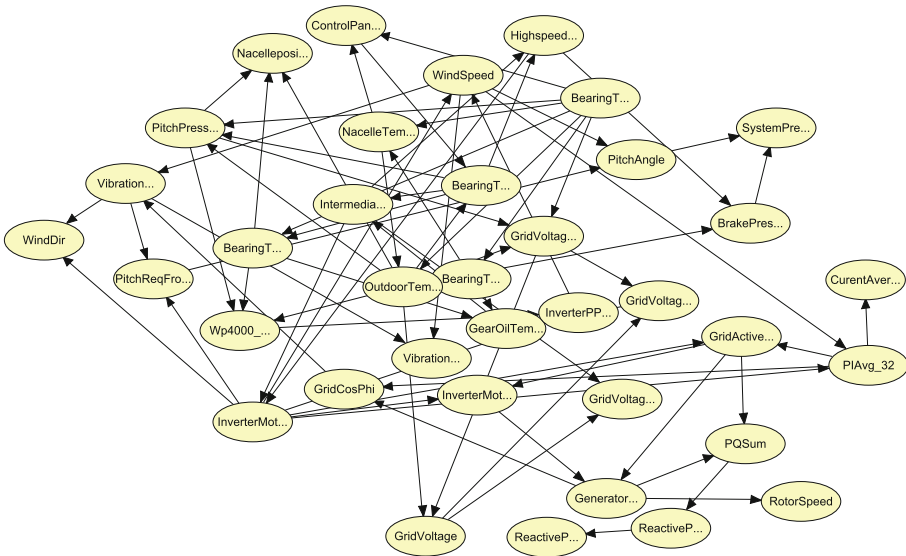 ControlPan...
Highspeed...
Nacelleposi...
WindSpeed
BearingT...
PitchPress...
NacelleTem...
SystemPre...
PitchAngle
Vibration...
BearingT...
Intermedia...
BrakePres...
WindDir
GridVoltag...
BearingT...
PitchReqFro...
BearingT...
OutdoorTem...
CurentAver...
GridVoltag...
InverterPP...
Wp4000_...
GearOilTem...
GridActive...
Vibration...
PIAvg_32
GridCosPhi
InverterMot...
GridVoltag...
InverterMot...
PQSum
Generator...
RotorSpeed
GridVoltage
ReactiveP...
ReactiveP...